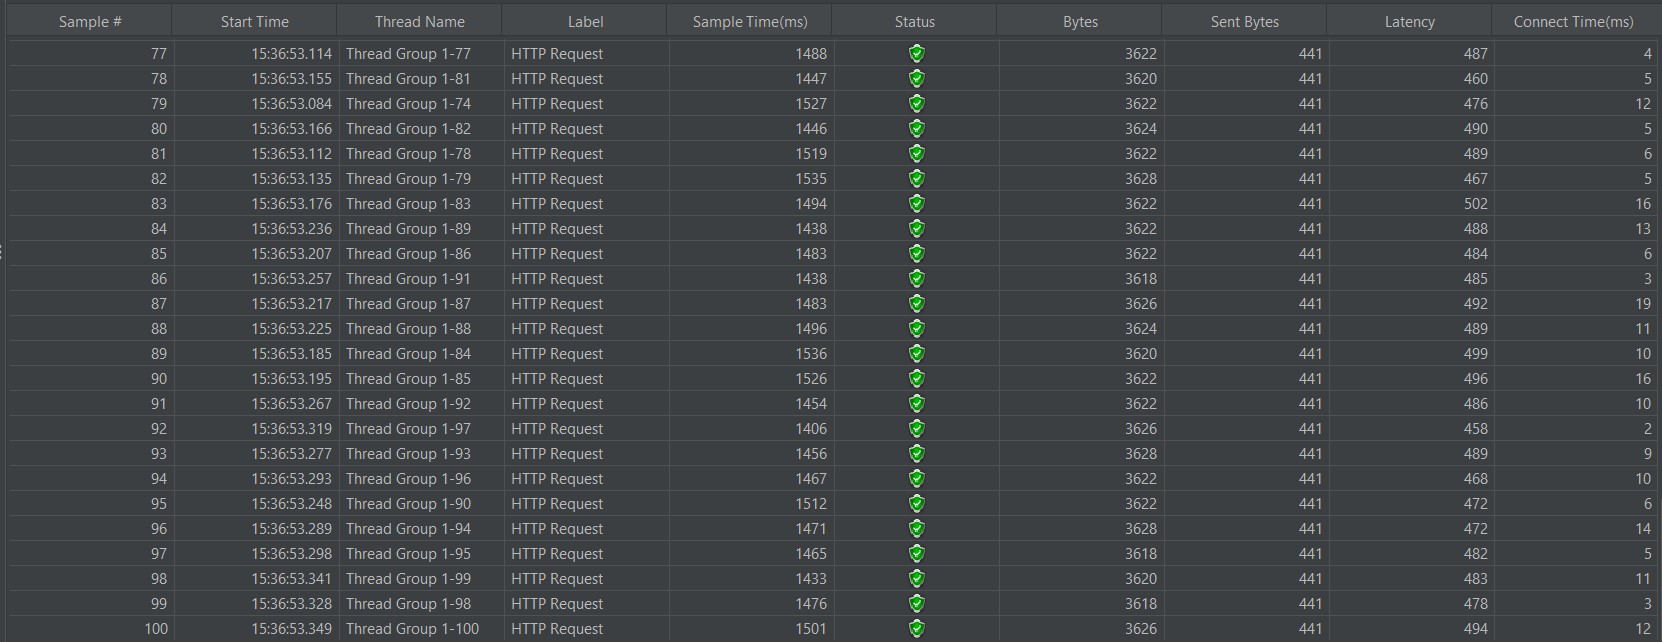 Sample # Start Time Thread Name Label Sample Time(ms) Status Bytes Sent Bytes Latency Connect Time(ms)
77 15:36:53.114 Thread Group 1-77 HTTP Request 1488 3622 441 487 4
78 15:36:53.155 Thread Group 1-81 HTTP Request 1447 3620 441 460 5
79 15:36:53.084 Thread Group 1-74 HTTP Request 1527 3622 441 476 12
80 15:36:53.166 Thread Group 1-82 HTTP Request 1446 3624 441 490 5
81 15:36:53.112 Thread Group 1-78 HTTP Request 1519 3622 441 489 6
82 15:36:53.135 Thread Group 1-79 HTTP Request 1535 3628 441 467 5
83 15:36:53.176 Thread Group 1-83 HTTP Request 1494 3622 441 502 16
84 15:36:53.236 Thread Group 1-89 HTTP Request 1438 3622 441 488 13
85 15:36:53.207 Thread Group 1-86 HTTP Request 1483 3622 441 484 6
86 15:36:53.257 Thread Group 1-91 HTTP Request 1438 3618 441 485 3
87 15:36:53.217 Thread Group 1-87 HTTP Request 1483 3626 441 492 19
88 15:36:53.225 Thread Group 1-88 HTTP Request 1496 3624 441 489 11
89 15:36:53.185 Thread Group 1-84 HTTP Request 1536 3620 441 499 10
90 15:36:53.195 Thread Group 1-85 HTTP Request 1526 3622 441 496 16
91 15:36:53.267 Thread Group 1-92 HTTP Request 1454 3622 441 486 10
92 15:36:53.319 Thread Group 1-97 HTTP Request 1406 3626 441 458 2
93 15:36:53.277 Thread Group 1-93 HTTP Request 1456 3628 441 489 9
94 15:36:53.293 Thread Group 1-96 HTTP Request 1467 3622 441 468 10
95 15:36:53.248 Thread Group 1-90 HTTP Request 1512 3622 441 472 6
96 15:36:53.289 Thread Group 1-94 HTTP Request 1471 3628 441 472 14
97 15:36:53.298 Thread Group 1-95 HTTP Request 1465 3618 441 482 5
98 15:36:53.341 Thread Group 1-99 HTTP Request 1433 3620 441 483 11
99 15:36:53.328 Thread Group 1-98 HTTP Request 1476 3618 441 478 3
100 15:36:53.349 Thread Group 1-100 HTTP Request 1501 3626 441 494 12